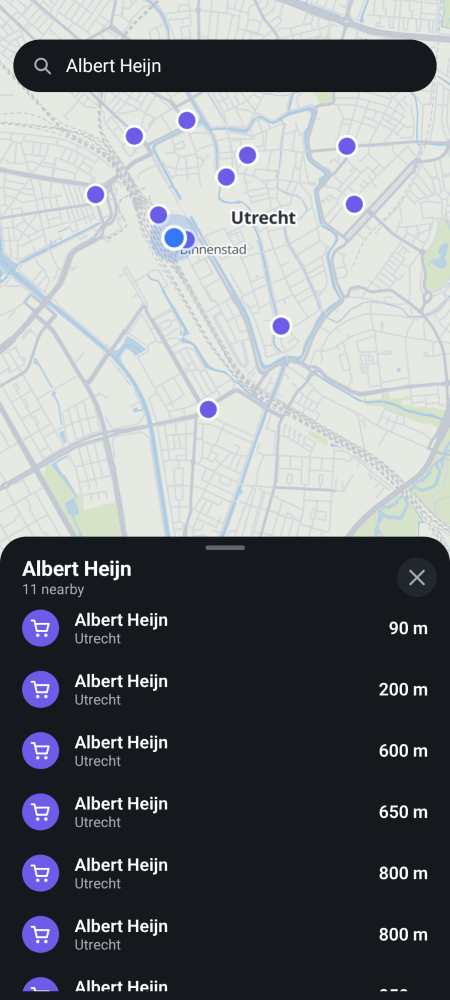 Albert Heijn
Utrecht
Binnenstad
Albert Heijn
11 nearby
Albert Heijn
90 m
Utrecht
Albert Heijn
200 m
Utrecht
Albert Heijn
600 m
Utrecht
Albert Heijn
650 m
Utrecht
Albert Heijn
800 m
Utrecht
Albert Heijn
800 m
Utrecht
Albert Heijn